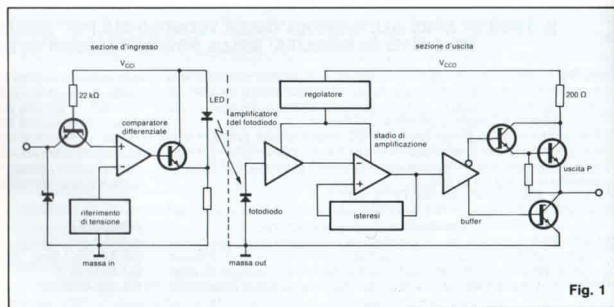 sezione d'ingresso
sezione d'uscita
V_CCI
V_CCO
22 kΩ
comparatore
differenziale
LED
amplificatore
del fotodiodo
regolatore
200 Ω
stadio di
amplificazione
uscita P
riferimento
di tensione
fotodiodo
isteresi
buffer
massa in
massa out
Fig. 1